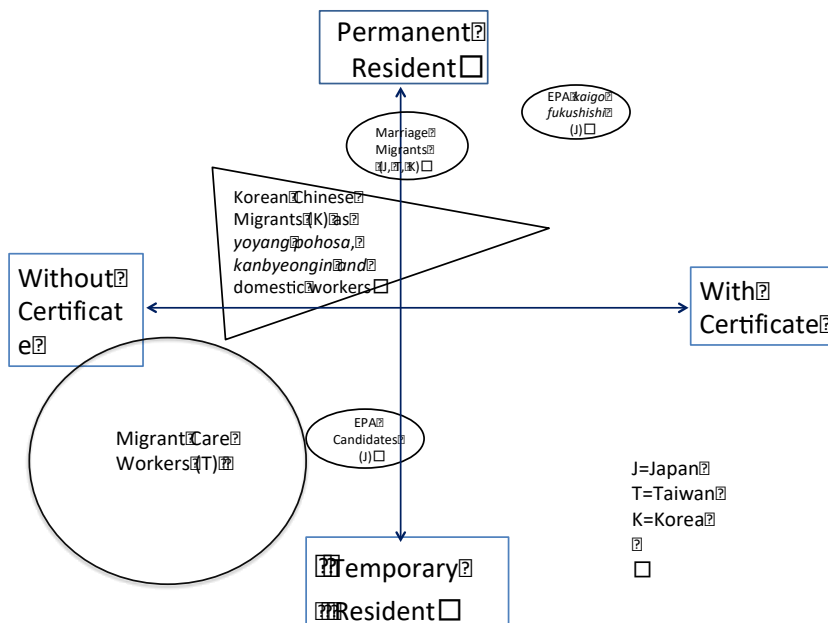 Permanent
Resident
EPA kaigo
fukushishi
(J)
Marriage
Migrants
(J, T, K)
Korean Chinese
Migrants (K) as
yoyang pohosa,
kanbyeongin and
domestic workers
Without
Certificat
e
With
Certificate
Migrant Care
Workers (T)
EPA
Candidates
(J)
J=Japan
T=Taiwan
K=Korea
Temporary
Resident